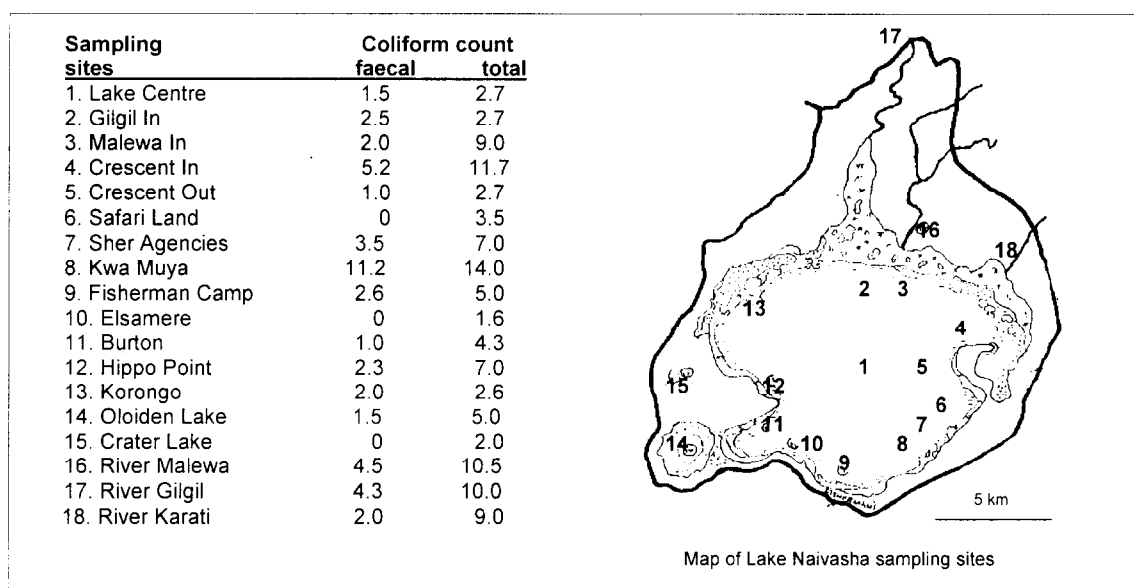 Sampling Coliform count
sites faecal total
1. Lake Centre 1.5 2.7
2. Gilgil In 2.5 2.7
3. Malewa In 2.0 9.0
4. Crescent In 5.2 11.7
5. Crescent Out 1.0 2.7
6. Safari Land 0 3.5
7. Sher Agencies 3.5 7.0
8. Kwa Muya 11.2 14.0
9. Fisherman Camp 2.6 5.0
10. Elsamere 0 1.6
11. Burton 1.0 4.3
12. Hippo Point 2.3 7.0
13. Korongo 2.0 2.6
14. Oloiden Lake 1.5 5.0
15. Crater Lake 0 2.0
16. River Malewa 4.5 10.5
17. River Gilgil 4.3 10.0
18. River Karati 2.0 9.0
17
16
18
2 3
13
4
1 5
15 12
6
11 7
14 10 8
9
5 km
Map of Lake Naivasha sampling sites